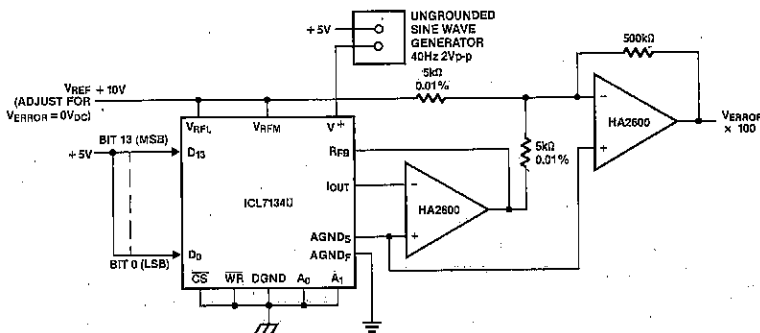 UNGROUNDED
SINE WAVE
GENERATOR
40Hz 2Vp-p
+5V
500kΩ
5kΩ
0.01%
VREF +10V
(ADJUST FOR
VERROR = 0VDC)
VRFL VRFM V+
HA2600
VERROR
× 100
BIT 13 (MSB)
+5V
D13
RFB
5kΩ
0.01%
IOUT
ICL7134U
HA2600
AGNDS
AGNDF
D0
BIT 0 (LSB)
CS WR DGND A0 A1